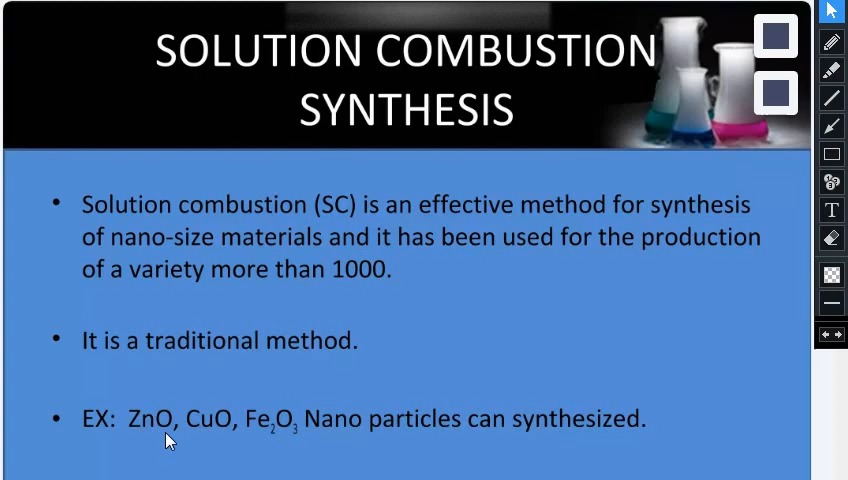 SOLUTION COMBUSTION
SYNTHESIS
• Solution combustion (SC) is an effective method for synthesis
of nano-size materials and it has been used for the production
of a variety more than 1000.
• It is a traditional method.
• EX: ZnO, CuO, Fe₂O₃ Nano particles can synthesized.
T